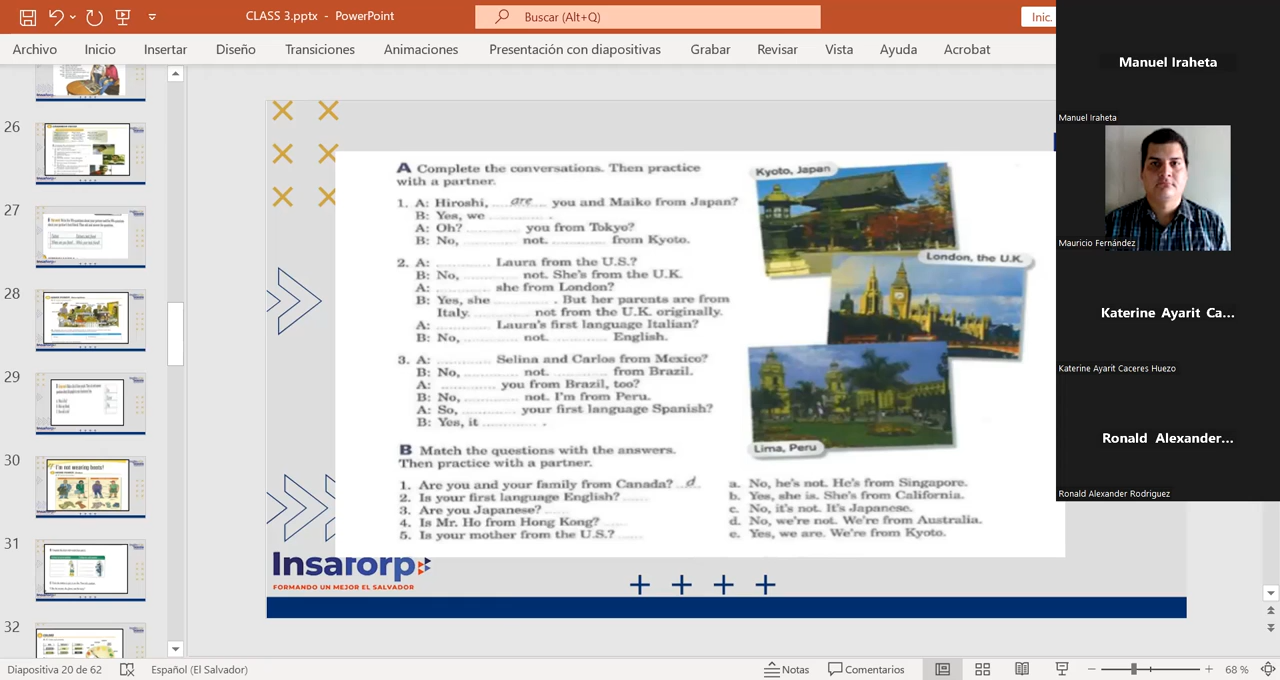 CLASS 3.pptx - PowerPoint
Buscar (Alt+Q)
Inic.
Archivo Inicio Insertar Diseño Transiciones Animaciones Presentación con diapositivas Grabar Revisar Vista Ayuda Acrobat
26
27
28
29
30
I'm not wearing boots!
31
32
A Complete the conversations. Then practice
with a partner.
1. A: Hiroshi, are you and Maiko from Japan?
B: Yes, we .
A: Oh? you from Tokyo?
B: No, not. from Kyoto.
2. A: Laura from the U.S.?
B: No, not. She's from the U.K.
A: she from London?
B: Yes, she . But her parents are from
Italy. not from the U.K. originally.
A: Laura's first language Italian?
B: No, not. English.
3. A: Selina and Carlos from Mexico?
B: No, not. from Brazil.
A: you from Brazil, too?
B: No, not. I'm from Peru.
A: So, your first language Spanish?
B: Yes, it .
Kyoto, Japan
London, the U.K.
Lima, Peru
B Match the questions with the answers.
Then practice with a partner.
1. Are you and your family from Canada? d
2. Is your first language English?
3. Are you Japanese?
4. Is Mr. Ho from Hong Kong?
5. Is your mother from the U.S.?
a. No, he's not. He's from Singapore.
b. Yes, she is. She's from California.
c. No, it's not. It's Japanese.
d. No, we're not. We're from Australia.
e. Yes, we are. We're from Kyoto.
Insaforp
FORMANDO UN MEJOR EL SALVADOR
Manuel Iraheta
Manuel Iraheta
Mauricio Fernández
Katerine Ayarit Ca...
Katerine Ayarit Caceres Huezo
Ronald Alexander...
Ronald Alexander Rodriguez
Diapositiva 20 de 62 Español (El Salvador) Notas Comentarios 68 %